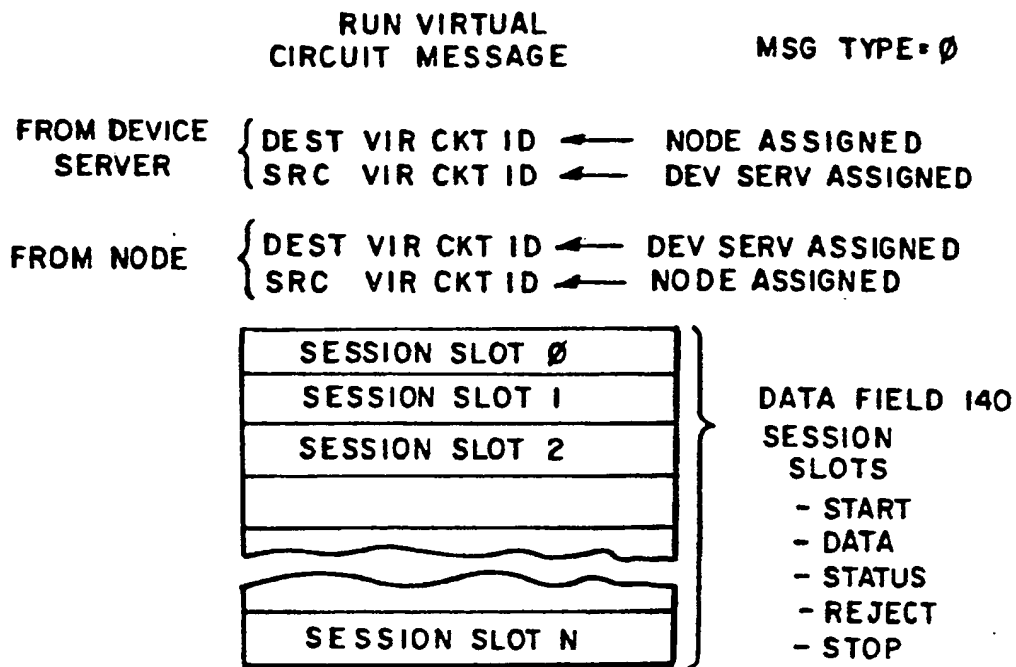 RUN VIRTUAL
CIRCUIT MESSAGE
MSG TYPE=Ø
FROM DEVICE
SERVER
DEST VIR CKT ID ← NODE ASSIGNED
SRC VIR CKT ID ← DEV SERV ASSIGNED
FROM NODE
DEST VIR CKT ID ← DEV SERV ASSIGNED
SRC VIR CKT ID ← NODE ASSIGNED
SESSION SLOT Ø
SESSION SLOT 1
SESSION SLOT 2
SESSION SLOT N
DATA FIELD 140
SESSION
SLOTS
- START
- DATA
- STATUS
- REJECT
- STOP